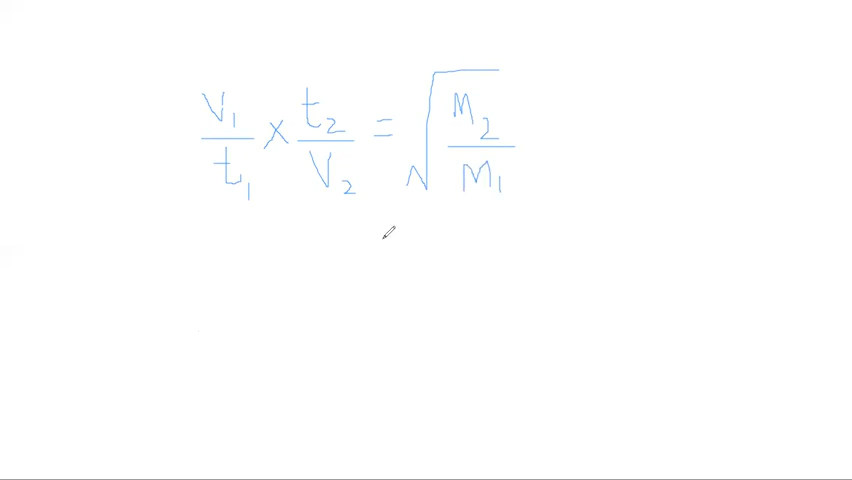 V₁/t₁ × t₂/V₂ = √(M₂/M₁)